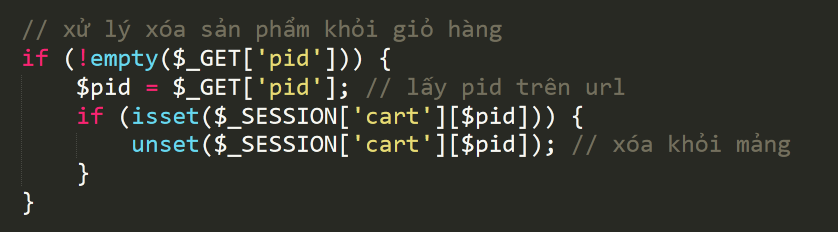 // xử lý xóa sản phẩm khỏi giỏ hàng
if (!empty($_GET['pid'])) {
    $pid = $_GET['pid']; // lấy pid trên url
    if (isset($_SESSION['cart'][$pid])) {
        unset($_SESSION['cart'][$pid]); // xóa khỏi mảng
    }
}